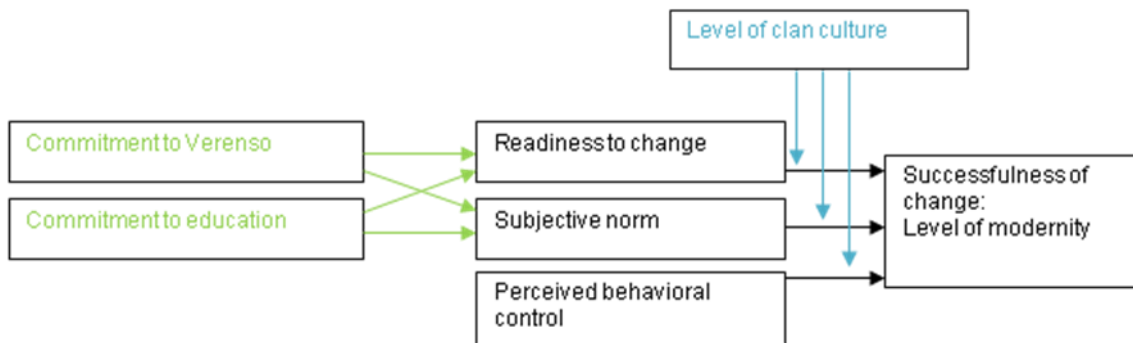 Level of clan culture
Commitment to Verenso
Readiness to change
Successfulness of
change:
Level of modernity
Commitment to education
Subjective norm
Perceived behavioral
control